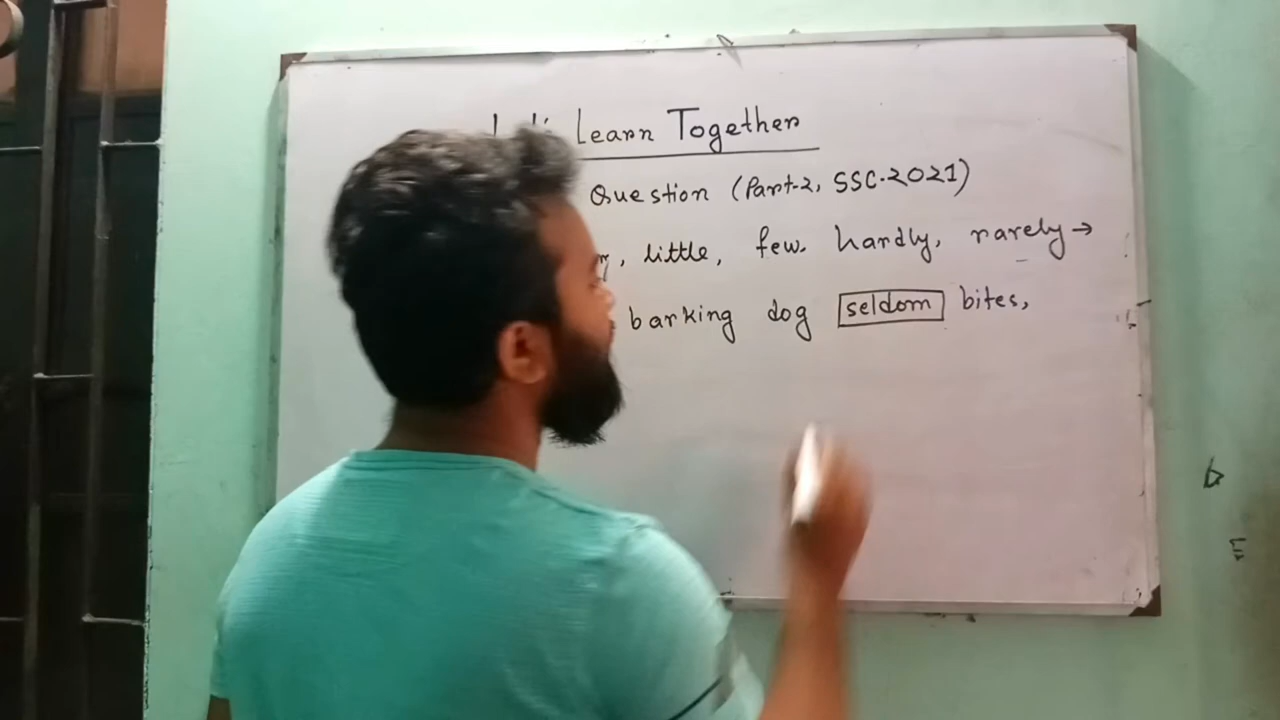 Learn Together
Question (Part-2, SSC-2021)
, little, few. hardly, rarely→
barking dog seldom bites,